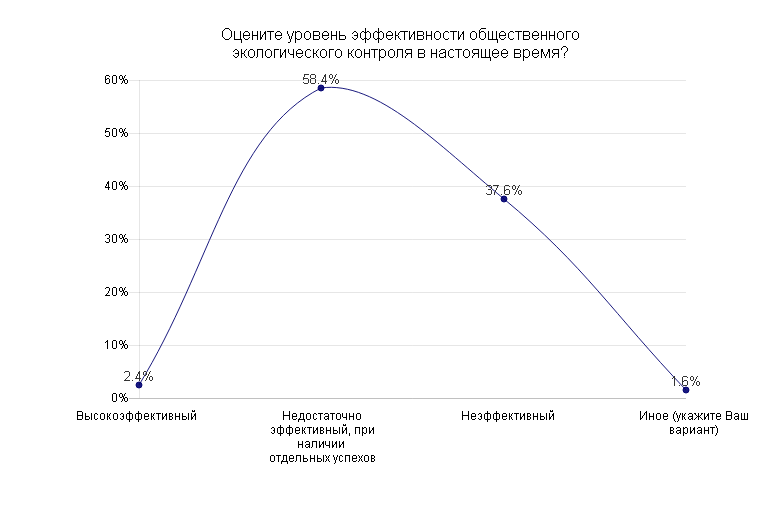 Оцените уровень эффективности общественного
экологического контроля в настоящее время?
60%
58.4%
50%
40%
37.6%
30%
20%
10%
2.4%
1.6%
0%
Высокоэффективный
Недостаточно
эффективный, при
наличии
отдельных успехов
Неэффективный
Иное (укажите Ваш
вариант)